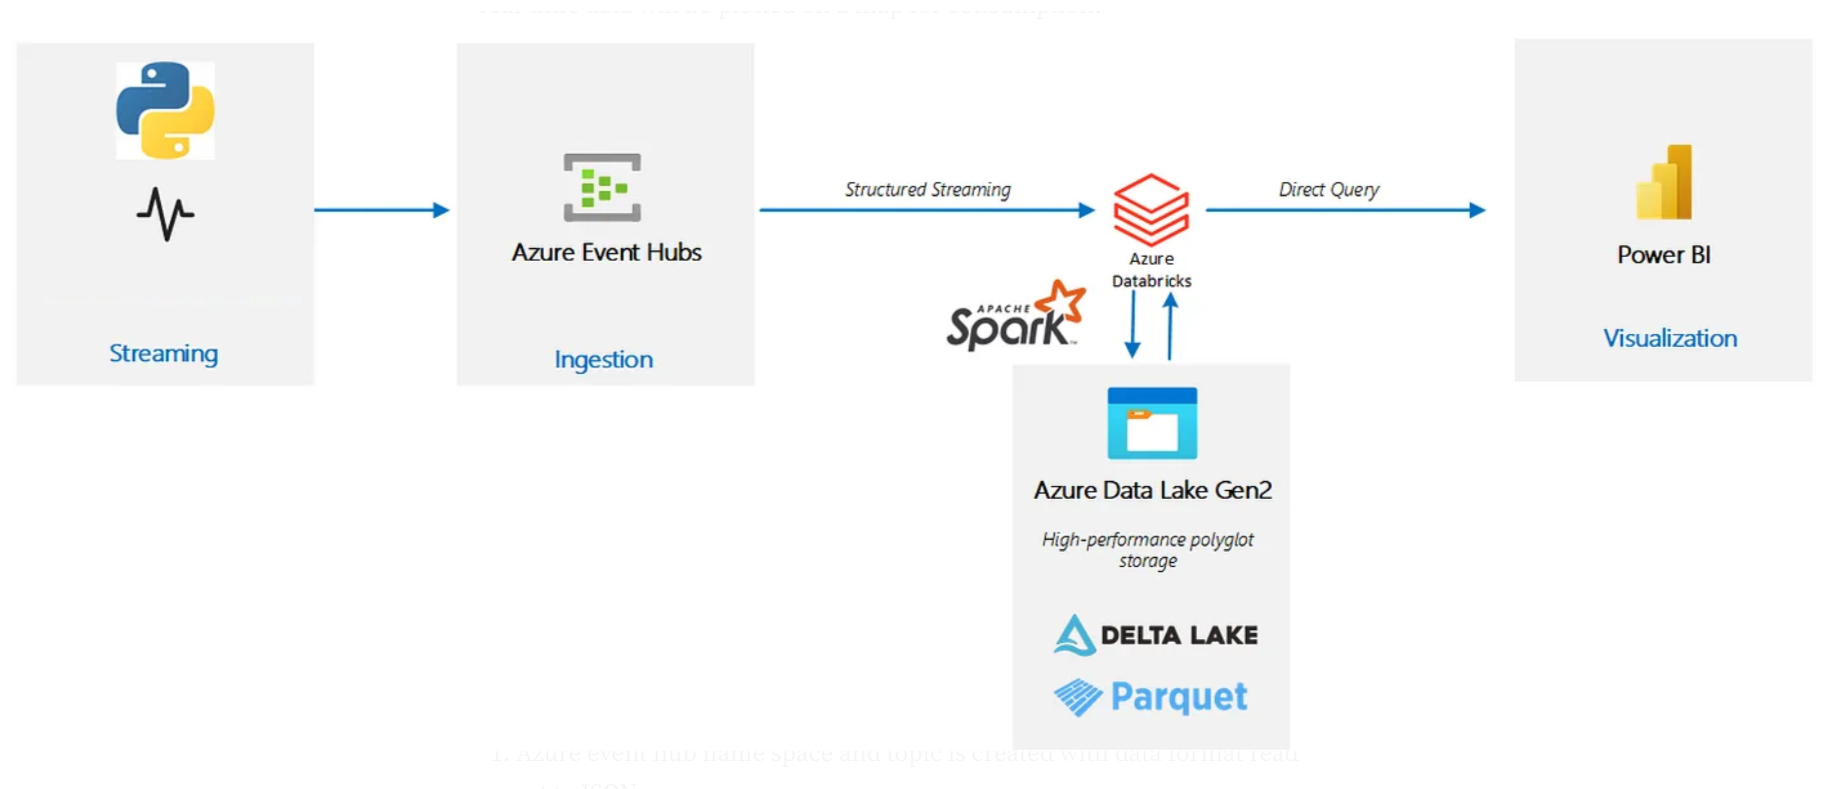 Streaming
Azure Event Hubs
Ingestion
Structured Streaming
Azure
Databricks
Direct Query
Power BI
Visualization
APACHE
Spark
Azure Data Lake Gen2
High-performance polyglot
storage
DELTA LAKE
Parquet
1. Azure event hub name space and topic is created with data format read
JSON